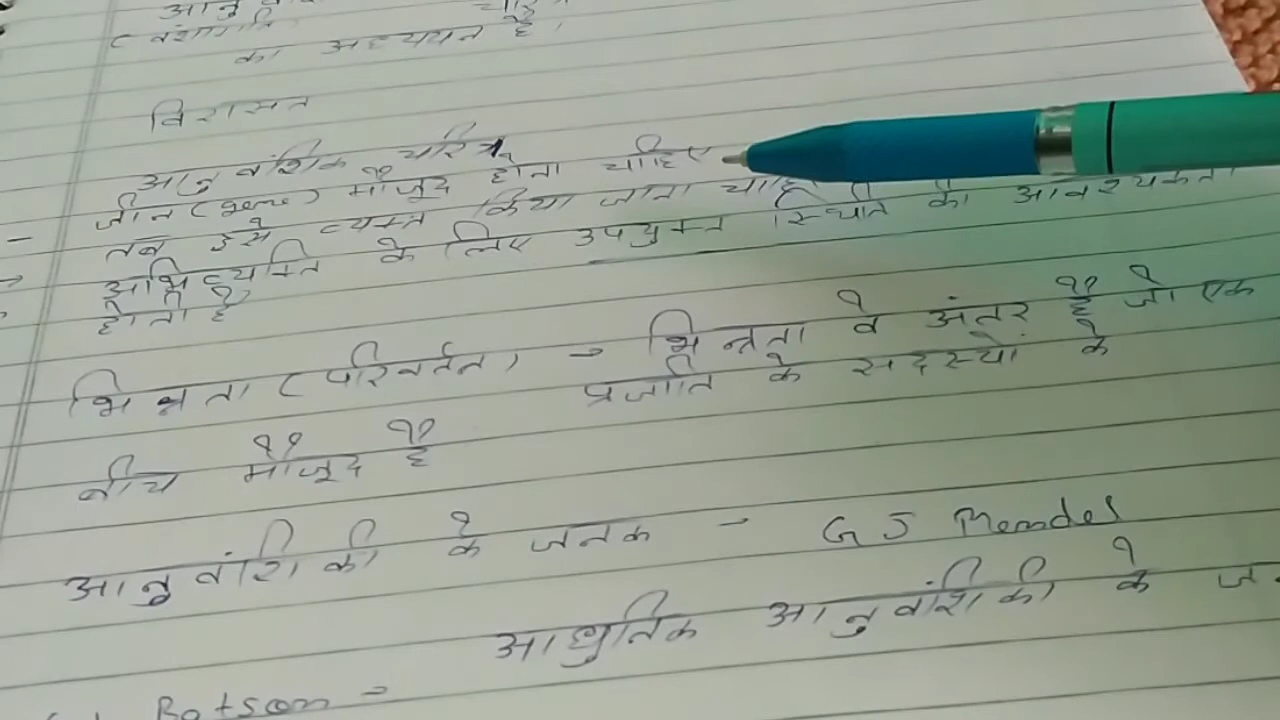 आनु
का अध्ययन है।
विरासत
आनुवंशिक चरित्र
जीन (gene) मौजूद होना चाहिए
तब इसे व्यक्त किया जाना
अभिव्यक्ति के लिए उपयुक्त स्थिति की आवश्यकता
होती है
भिन्नता (परिवर्तन) → भिन्नता वे अंतर हैं जो एक
प्रजाति के सदस्यों के
बीच मौजूद हैं
आनुवांशिकी के जनक - G J Mendel
आधुनिक आनुवांशिकी के
Batson =